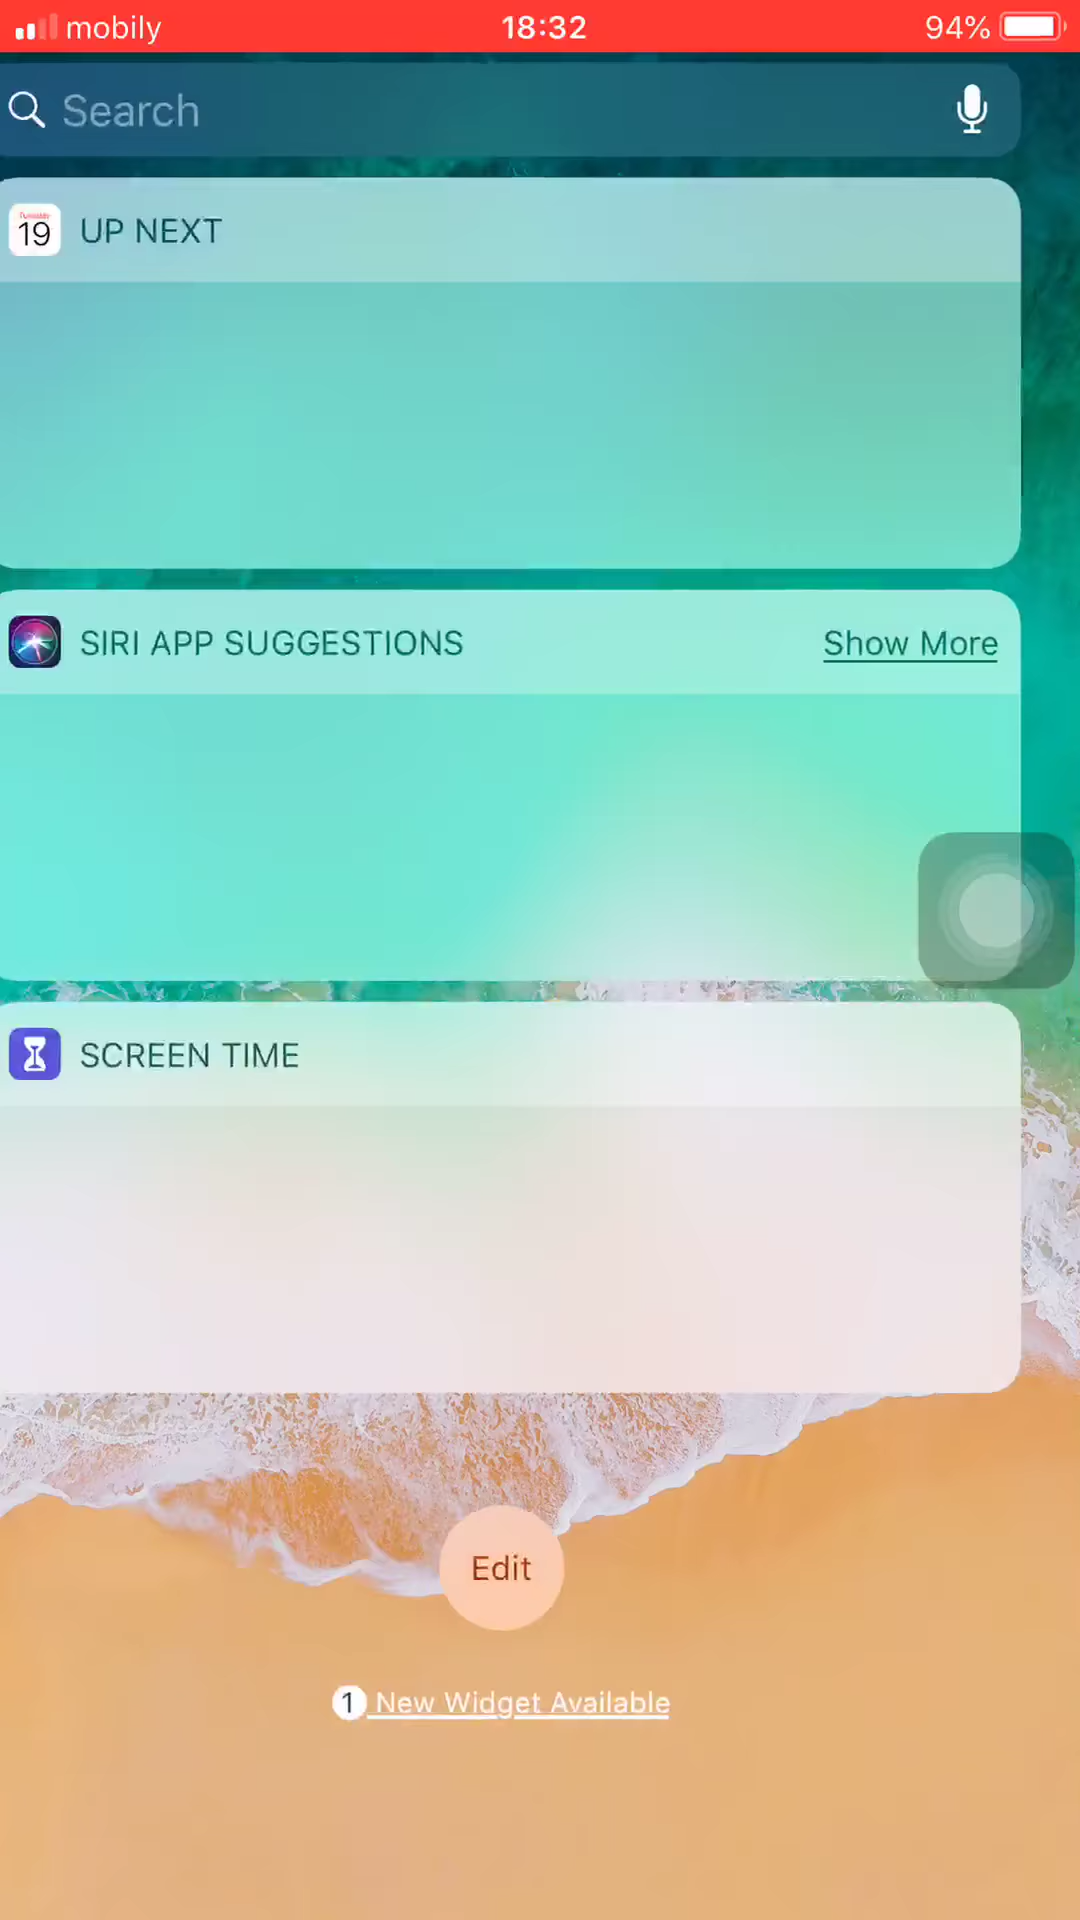 mobily 18:32 94%
Search
Tuesday
19 UP NEXT
SIRI APP SUGGESTIONS Show More
SCREEN TIME
Edit
1 New Widget Available